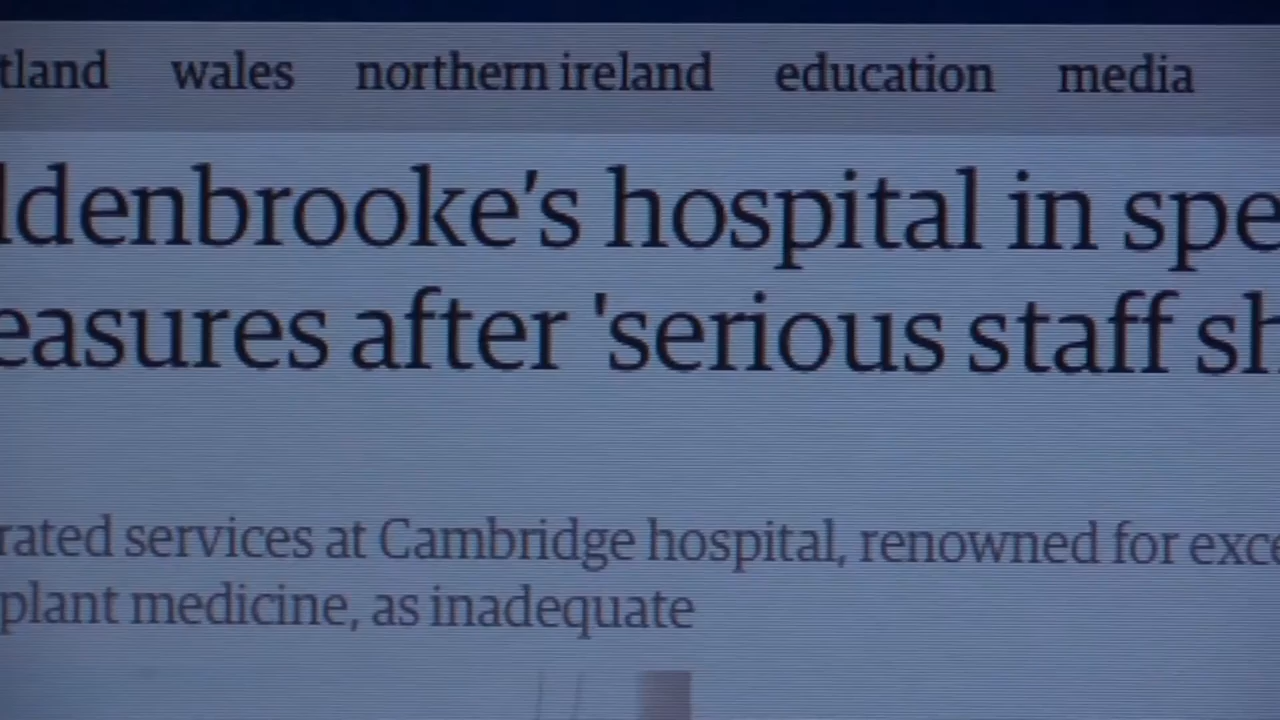 tland wales northern ireland education media
ldenbrooke's hospital in spe
easures after 'serious staff sh
rated services at Cambridge hospital, renowned for exce
plant medicine, as inadequate